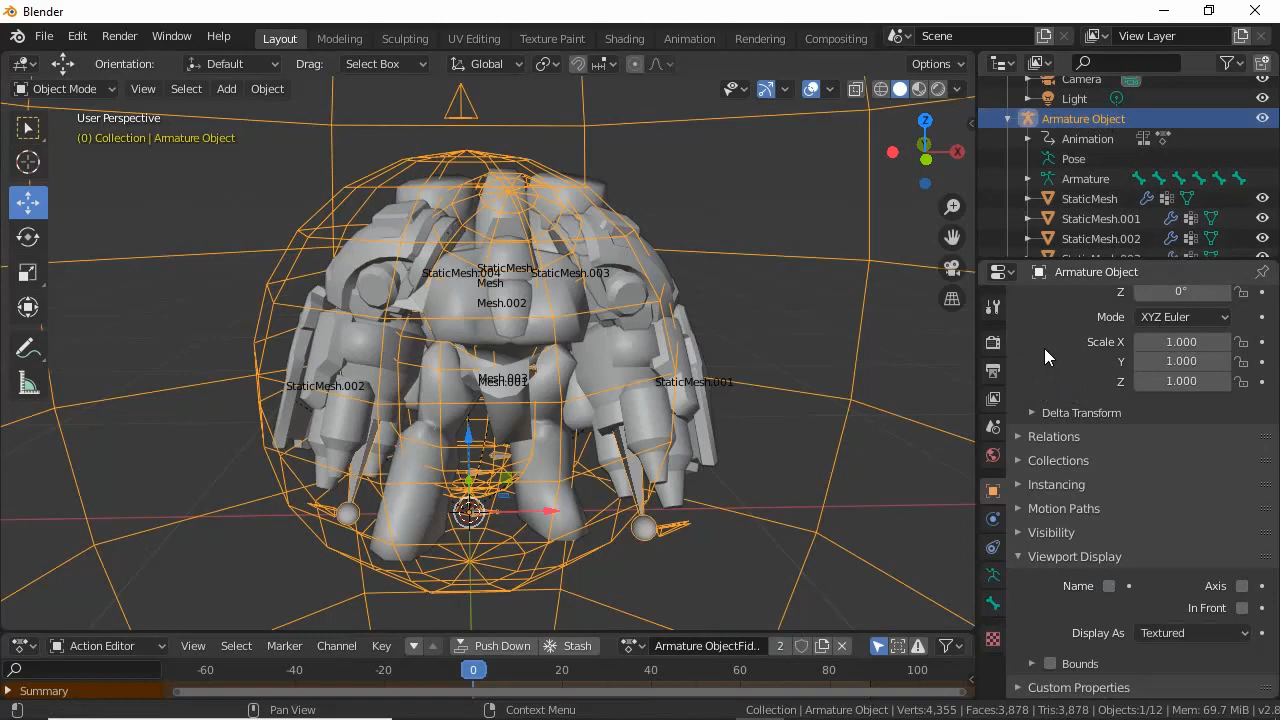 Blender
File Edit Render Window Help
Layout Modeling Sculpting UV Editing Texture Paint Shading Animation Rendering Compositing
Scene
View Layer
Orientation: Default Drag: Select Box Global Options
Object Mode View Select Add Object
User Perspective
(0) Collection | Armature Object
Z
X
StaticMesh
StaticMesh.004 StaticMesh.003
Mesh
Mesh.002
StaticMesh.002
StaticMesh.001
Camera
Light
Armature Object
Animation
Pose
Armature
StaticMesh
StaticMesh.001
StaticMesh.002
Armature Object
Z 0°
Mode XYZ Euler
Scale X 1.000
Y 1.000
Z 1.000
Delta Transform
Relations
Collections
Instancing
Motion Paths
Visibility
Viewport Display
Name Axis
In Front
Display As Textured
Bounds
Custom Properties
Action Editor View Select Marker Channel Key Push Down Stash Armature ObjectFid.. 2
-60 -40 -20 0 20 40 60 80 100
Summary
Pan View Context Menu Collection | Armature Object | Verts:4,355 | Faces:3,878 | Tris:3,878 | Objects:1/12 | Mem: 69.7 MiB | v2.8